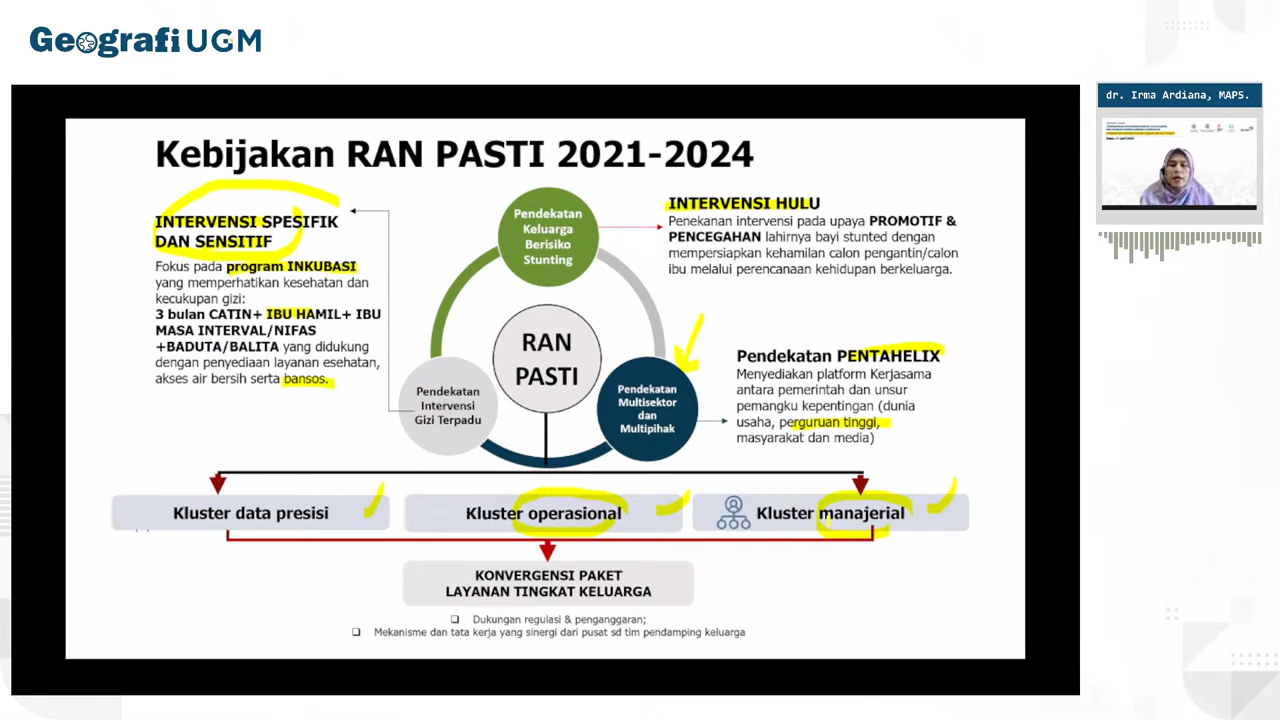 Geografi UGM
dr. Irma Ardiana, MAPS.
Kebijakan RAN PASTI 2021-2024
INTERVENSI SPESIFIK
DAN SENSITIF
Fokus pada program INKUBASI
yang memperhatikan kesehatan dan
kecukupan gizi:
3 bulan CATIN+ IBU HAMIL+ IBU
MASA INTERVAL/NIFAS
+BADUTA/BALITA yang didukung
dengan penyediaan layanan esehatan,
akses air bersih serta bansos.
Pendekatan
Keluarga
Berisiko
Stunting
RAN
PASTI
Pendekatan
Intervensi
Gizi Terpadu
Pendekatan
Multisektor
dan
Multipihak
INTERVENSI HULU
Penekanan intervensi pada upaya PROMOTIF &
PENCEGAHAN lahirnya bayi stunted dengan
mempersiapkan kehamilan calon pengantin/calon
ibu melalui perencanaan kehidupan berkeluarga.
Pendekatan PENTAHELIX
Menyediakan platform Kerjasama
antara pemerintah dan unsur
pemangku kepentingan (dunia
usaha, perguruan tinggi,
masyarakat dan media)
Kluster data presisi
Kluster operasional
Kluster manajerial
KONVERGENSI PAKET
LAYANAN TINGKAT KELUARGA
Dukungan regulasi & penganggaran;
Mekanisme dan tata kerja yang sinergi dari pusat sd tim pendamping keluarga